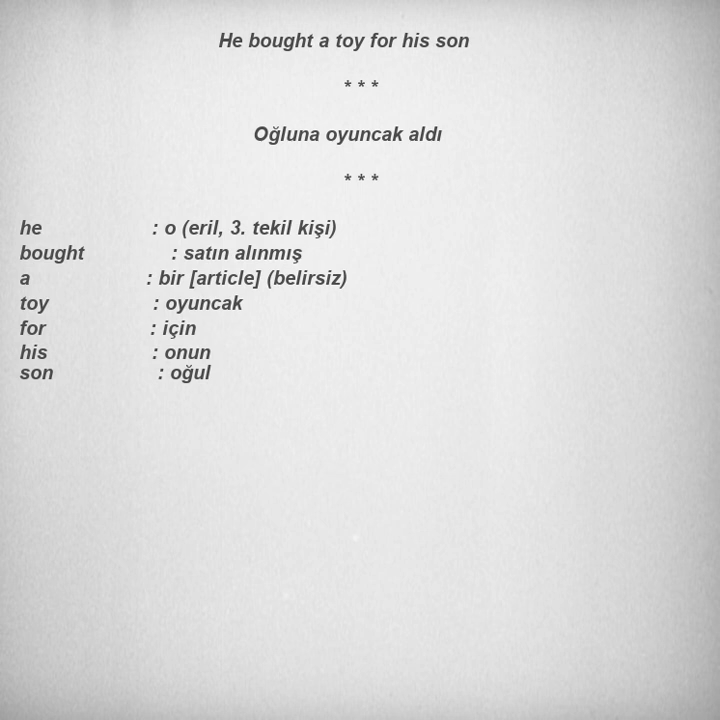 He bought a toy for his son
* * *
Oğluna oyuncak aldı
* * *
he : o (eril, 3. tekil kişi)
bought : satın alınmış
a : bir [article] (belirsiz)
toy : oyuncak
for : için
his : onun
son : oğul